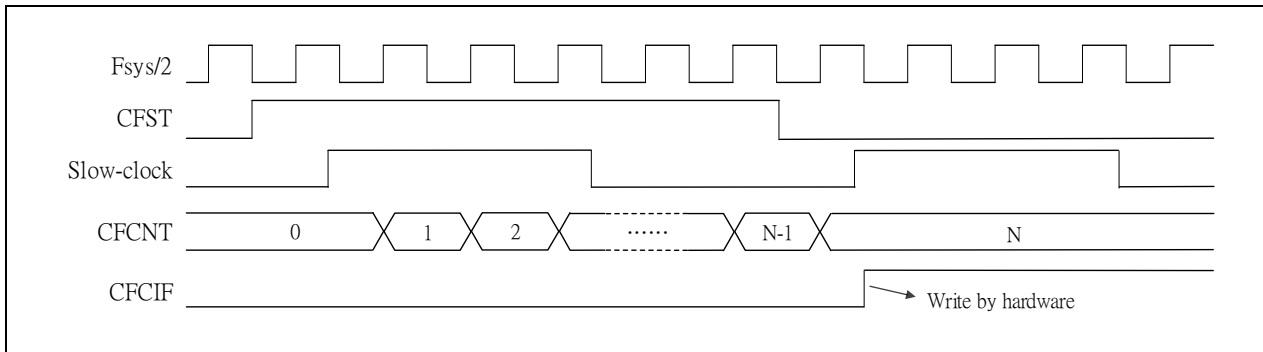 Fsys/2
CFST
Slow-clock
CFCNT 0 1 2 ······ N-1 N
CFCIF
Write by hardware